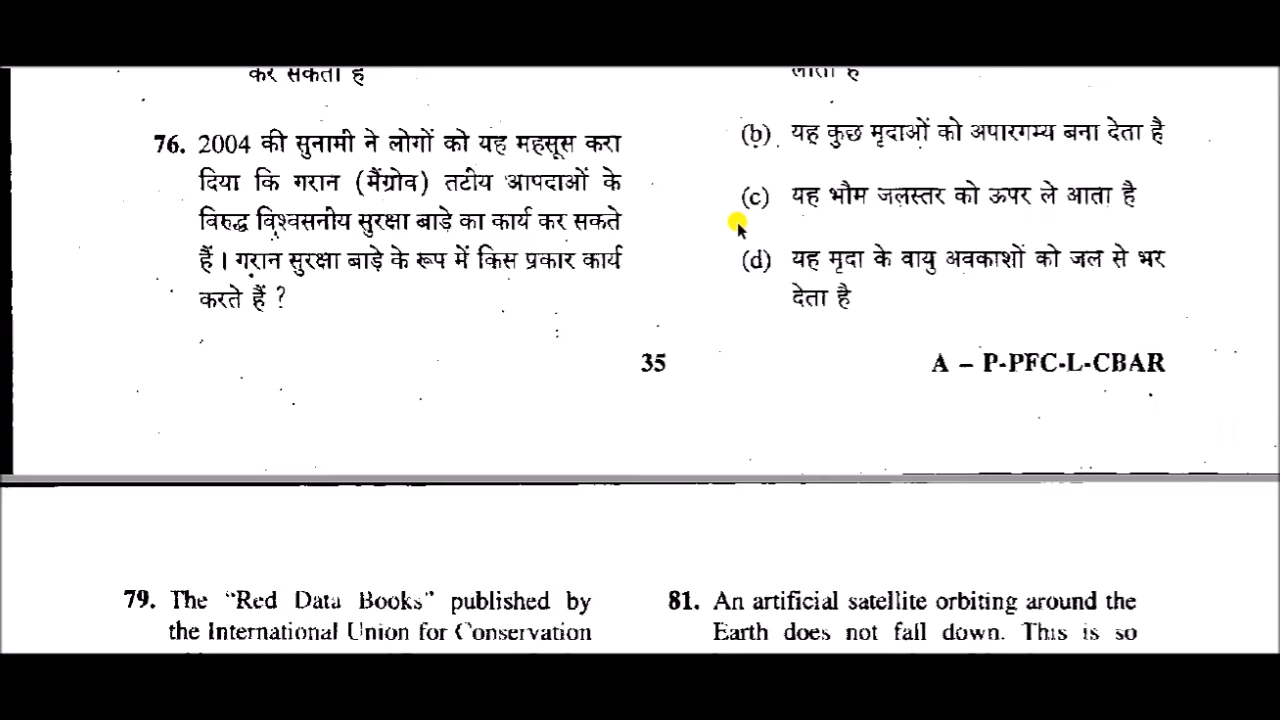 कर सकता है
76. 2004 की सुनामी ने लोगों को यह महसूस करा
दिया कि गरान (मैंग्रोव) तटीय आपदाओं के
विरुद्ध विश्वसनीय सुरक्षा बाड़े का कार्य कर सकते
हैं। गरान सुरक्षा बाड़े के रूप में किस प्रकार कार्य
करते हैं ?
लाता है
(b) यह कुछ मृदाओं को अपारगम्य बना देता है
(c) यह भौम जलस्तर को ऊपर ले आता है
(d) यह मृदा के वायु अवकाशों को जल से भर
देता है
35
A – P-PFC-L-CBAR
79. The “Red Data Books” published by
the International Union for Conservation
81. An artificial satellite orbiting around the
Earth does not fall down. This is so